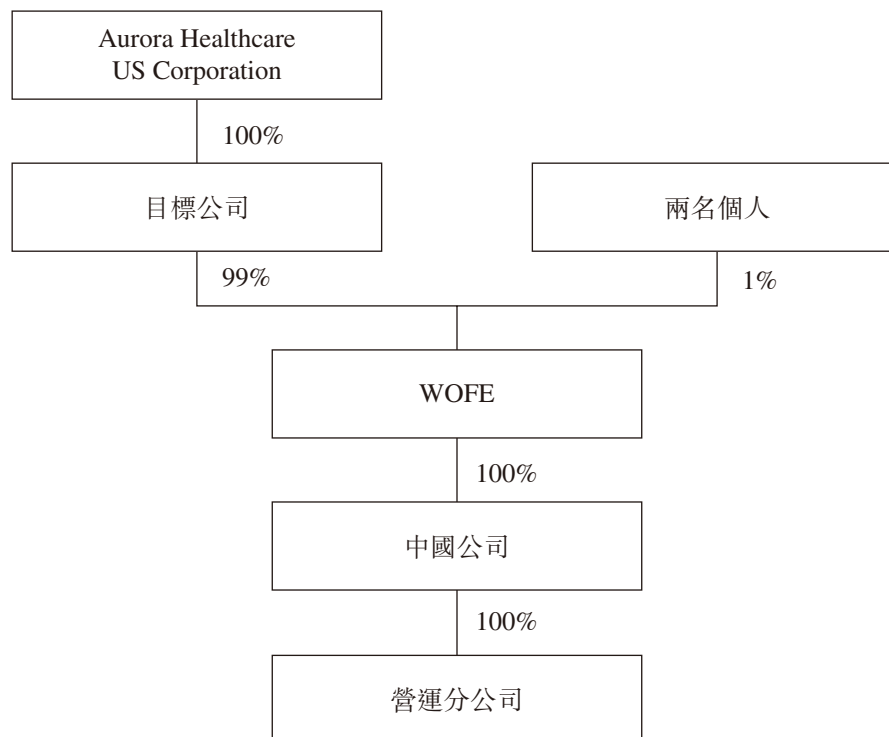 Aurora Healthcare
US Corporation
100%
目標公司
兩名個人
99%
1%
WOFE
100%
中國公司
100%
營運分公司